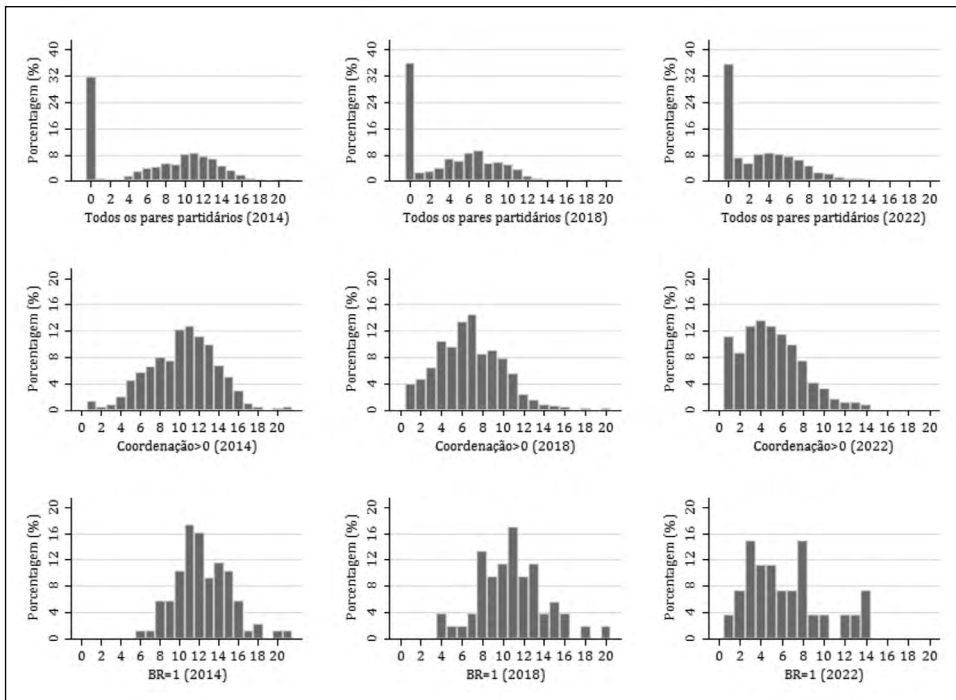 Porcentagem (%)
40
32
24
16
8
0
0 2 4 6 8 10 12 14 16 18 20
Todos os pares partidários (2014)
Porcentagem (%)
40
32
24
16
8
0
0 2 4 6 8 10 12 14 16 18 20
Todos os pares partidários (2018)
Porcentagem (%)
40
32
24
16
8
0
0 2 4 6 8 10 12 14 16 18 20
Todos os pares partidários (2022)
Porcentagem (%)
20
16
12
8
4
0
0 2 4 6 8 10 12 14 16 18 20
Coordenação>0 (2014)
Porcentagem (%)
20
16
12
8
4
0
0 2 4 6 8 10 12 14 16 18 20
Coordenação>0 (2018)
Porcentagem (%)
20
16
12
8
4
0
0 2 4 6 8 10 12 14 16 18 20
Coordenação>0 (2022)
Porcentagem (%)
20
16
12
8
4
0
0 2 4 6 8 10 12 14 16 18 20
BR=1 (2014)
Porcentagem (%)
20
16
12
8
4
0
0 2 4 6 8 10 12 14 16 18 20
BR=1 (2018)
Porcentagem (%)
20
16
12
8
4
0
0 2 4 6 8 10 12 14 16 18 20
BR=1 (2022)